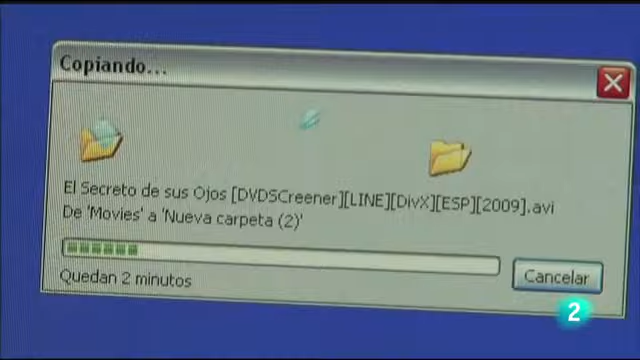 Copiando...
El Secreto de sus Ojos [DVDSCreener][LINE][DivX][ESP][2009].avi
De 'Movies' a 'Nueva carpeta (2)'
Quedan 2 minutos
Cancelar
2